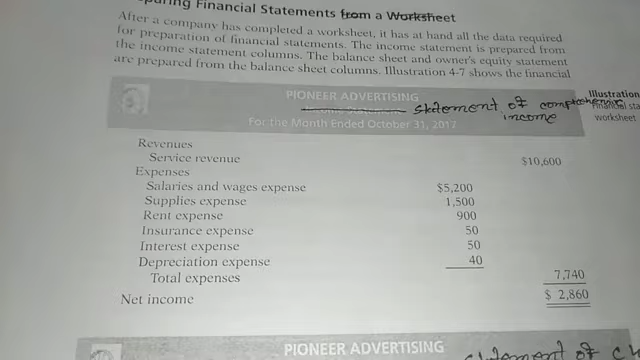 Financial Statements from a Worksheet
After a company has completed a worksheet, it has at hand all the data required
for preparation of financial statements. The income statement is prepared from
the income statement columns. The balance sheet and owner's equity statement
are prepared from the balance sheet columns. Illustration 4-7 shows the financial
Illustration
PIONEER ADVERTISING
statement of comprehensive
income
worksheet
For the Month Ended October 31, 2017
Revenues
Service revenue $10,600
Expenses
Salaries and wages expense $5,200
Supplies expense 1,500
Rent expense 900
Insurance expense 50
Interest expense 50
Depreciation expense 40
Total expenses 7,740
Net income $ 2,860
PIONEER ADVERTISING
statement of